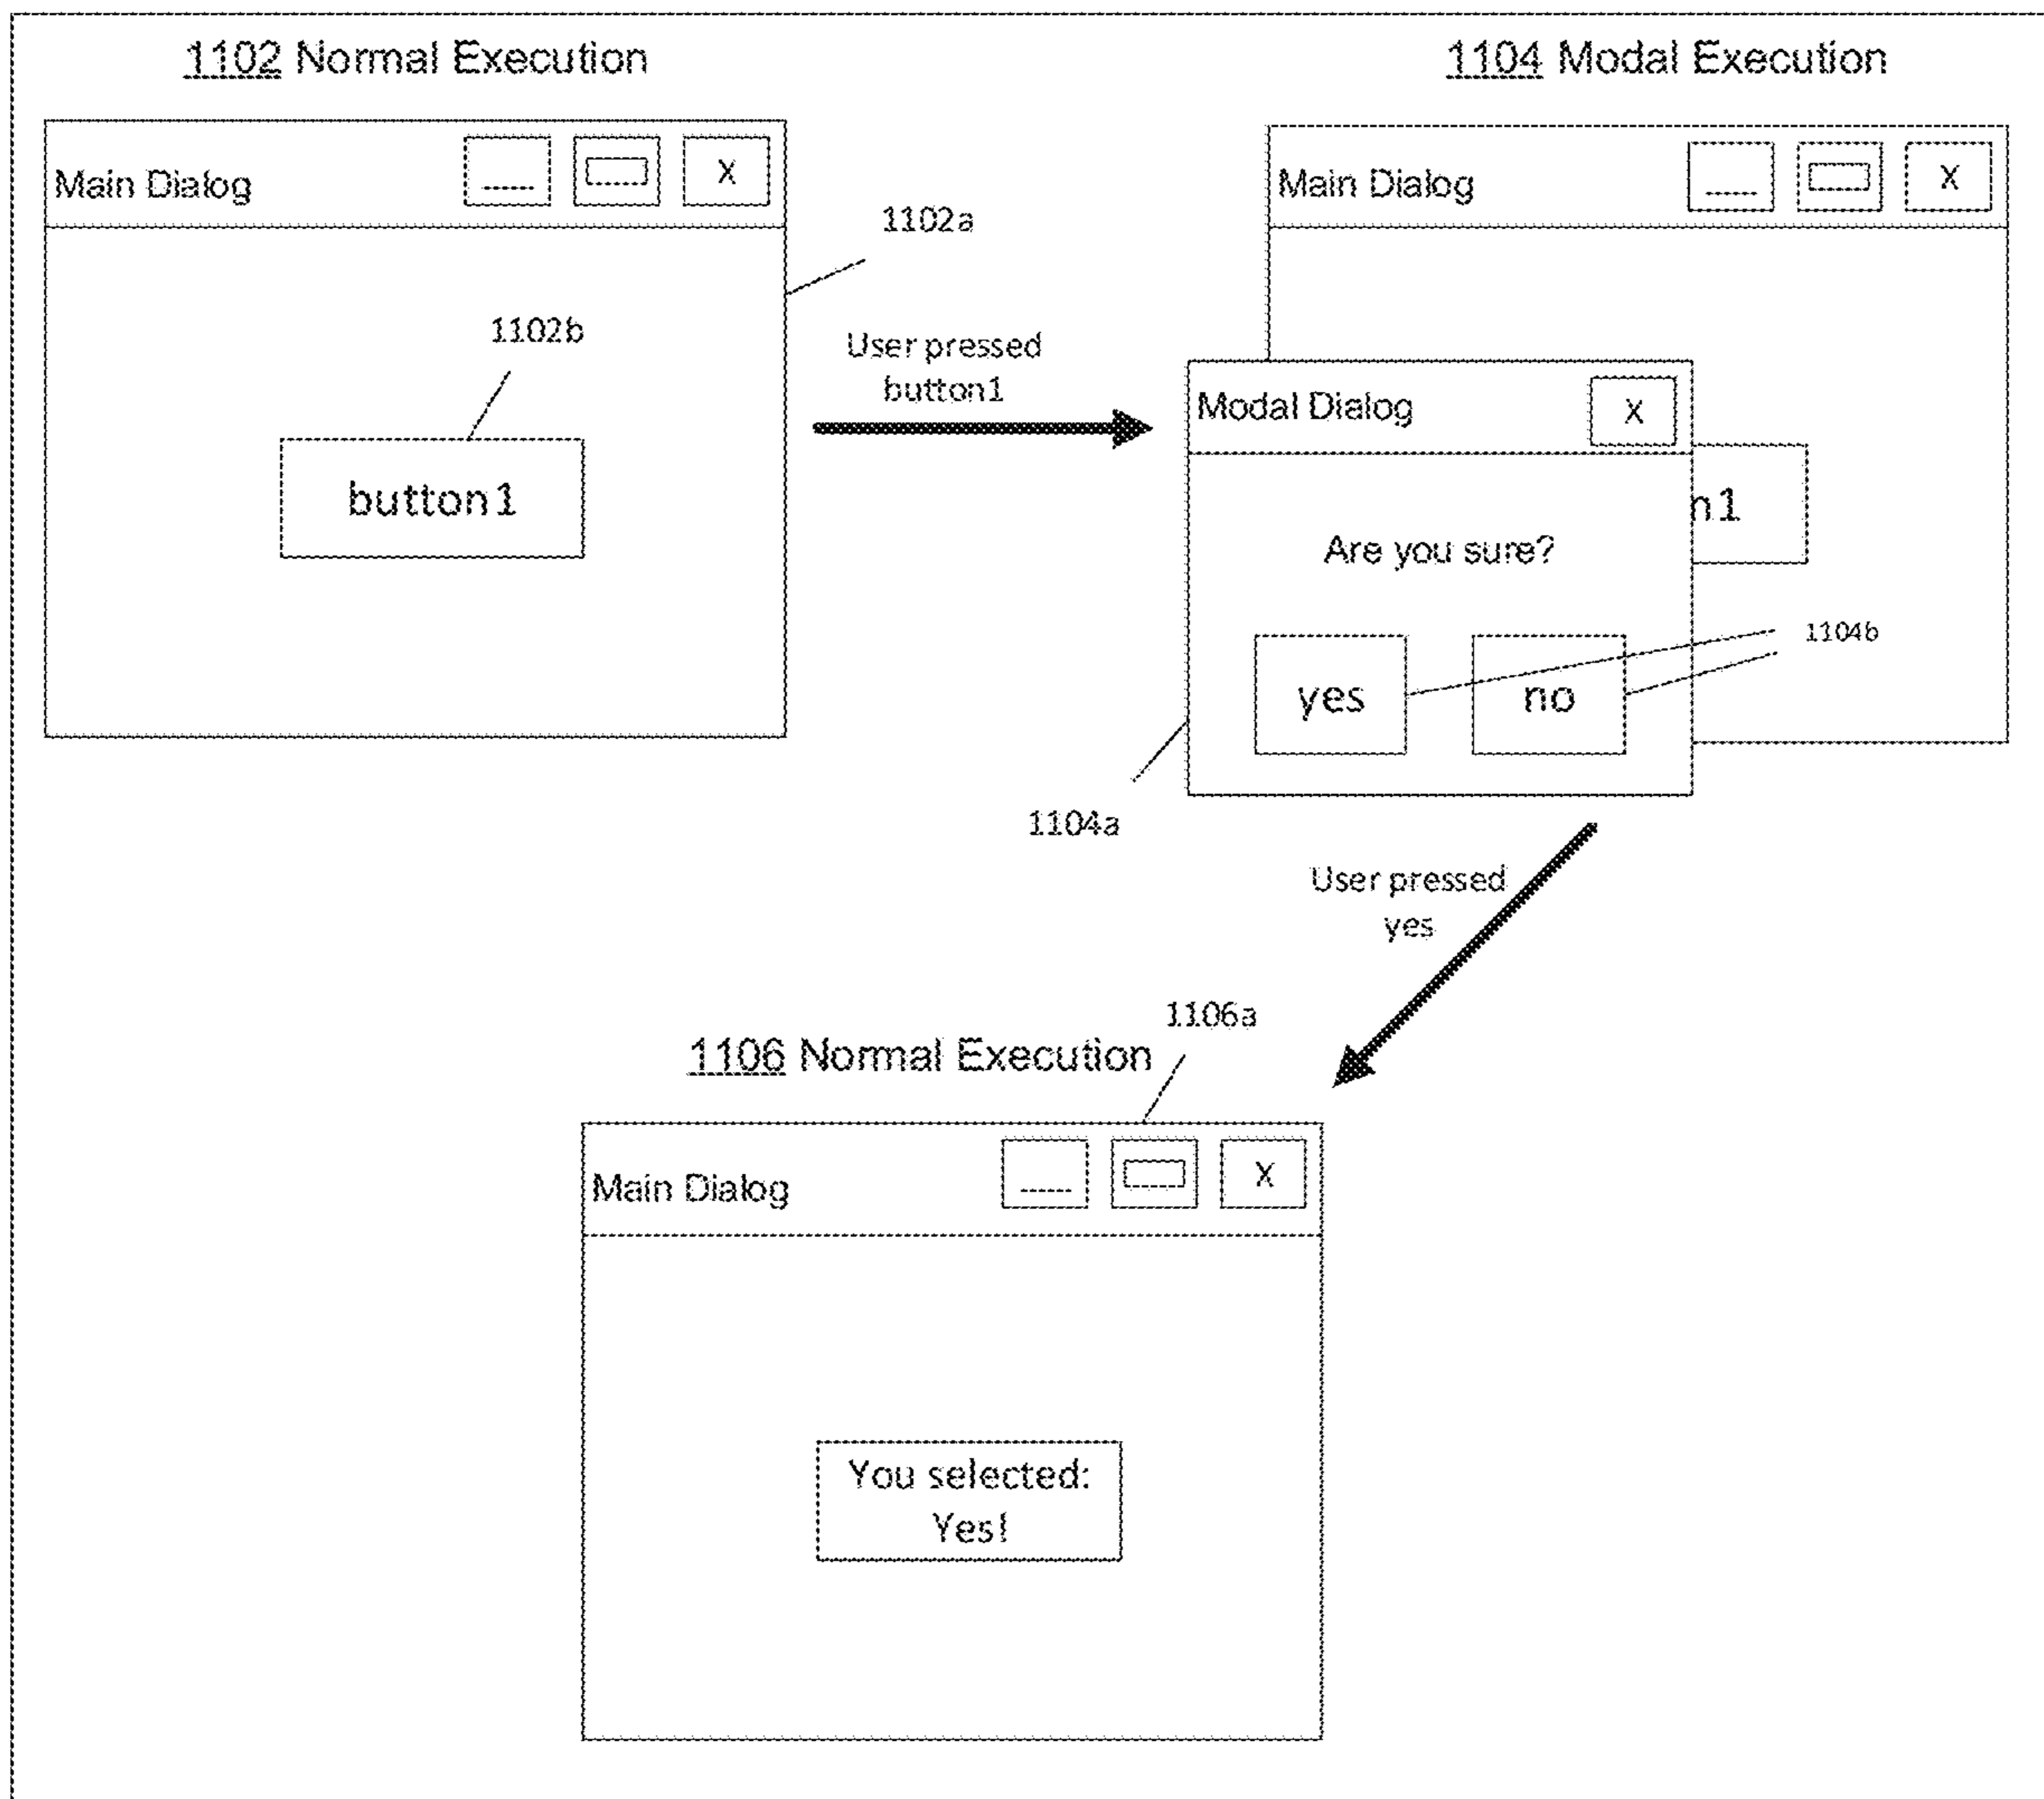 1102 Normal Execution
Main Dialog
X
1102a
1102b
button1
User pressed
button1
1104 Modal Execution
Main Dialog
X
Modal Dialog
X
n1
Are you sure?
yes
no
1104b
1104a
User pressed
yes
1106 Normal Execution
1106a
Main Dialog
X
You selected:
Yes!